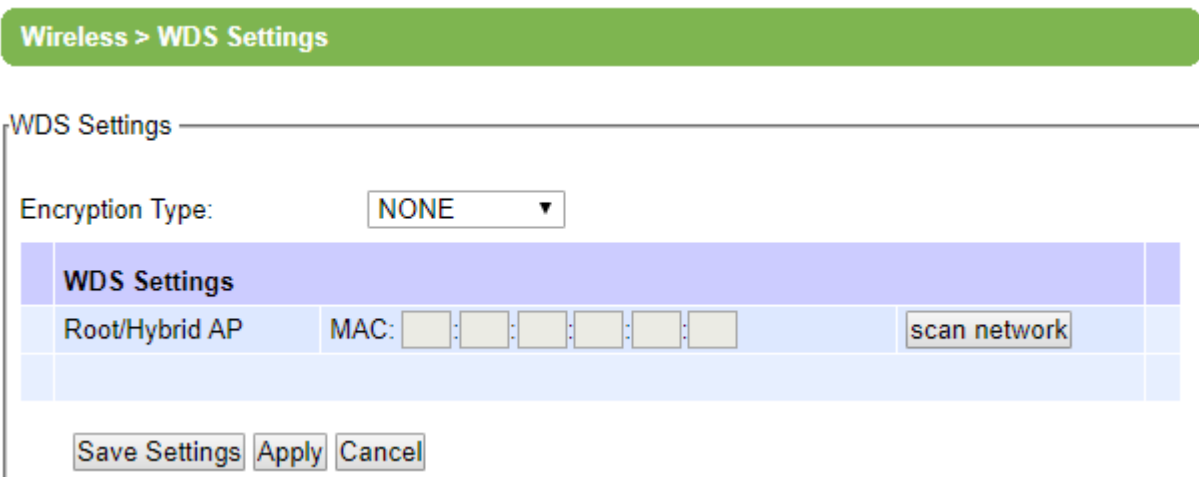 Wireless > WDS Settings
WDS Settings
Encryption Type: NONE
WDS Settings
Root/Hybrid AP MAC: : : : : : scan network
Save Settings Apply Cancel